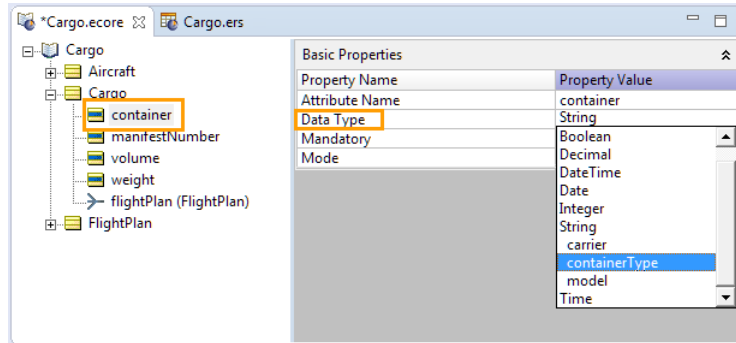 *Cargo.ecore Cargo.ers
Cargo
Aircraft
Cargo
container
manifestNumber
volume
weight
flightPlan (FlightPlan)
FlightPlan
Basic Properties
Property Name Property Value
Attribute Name container
Data Type String
Mandatory
Mode
Boolean
Decimal
DateTime
Date
Integer
String
carrier
containerType
model
Time